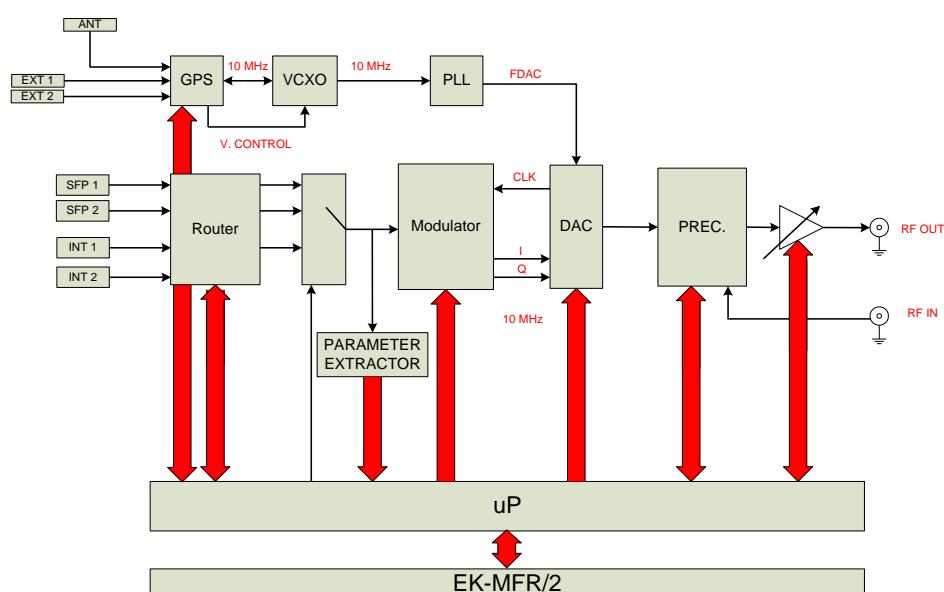 ANT
EXT 1
EXT 2
GPS
10 MHz
VCXO
10 MHz
PLL
FDAC
V. CONTROL
SFP 1
SFP 2
INT 1
INT 2
Router
Modulator
CLK
I
Q
DAC
PREC.
RF OUT
RF IN
10 MHz
PARAMETER
EXTRACTOR
uP
EK-MFR/2